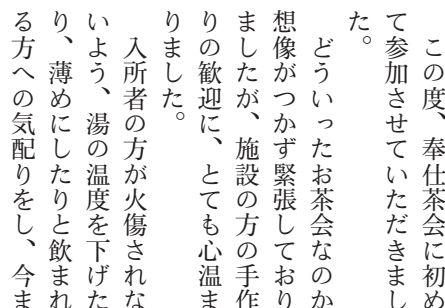 この度、奉仕茶会に初め
て参加させていただきまし
た。
どういったお茶会なのか
想像がつかず緊張しており
ましたが、施設の方の手作
りの歓迎に、とても心温ま
りました。
入所者の方が火傷されな
いよう、湯の温度を下げた
り、薄めにしたりと飲まれ
る方への気配りをし、今ま